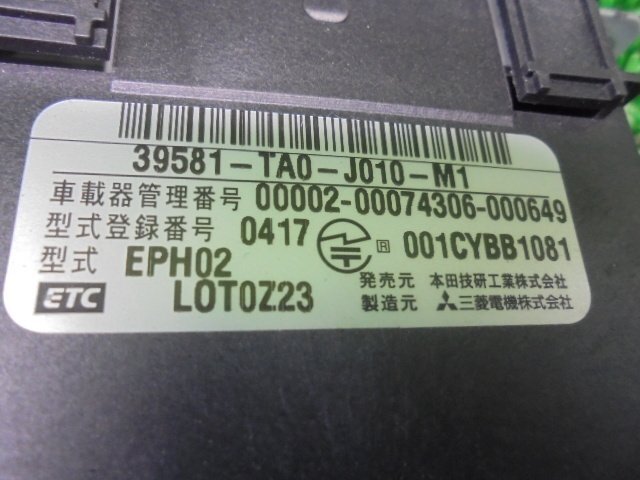 39581-TA0-J010-M1
車載器管理番号 00002-00074306-000649
型式登録番号 0417 R 001CYBB1081
型式 EPH02
ETC LOT0Z23
発売元 本田技研工業株式会社
製造元 三菱電機株式会社